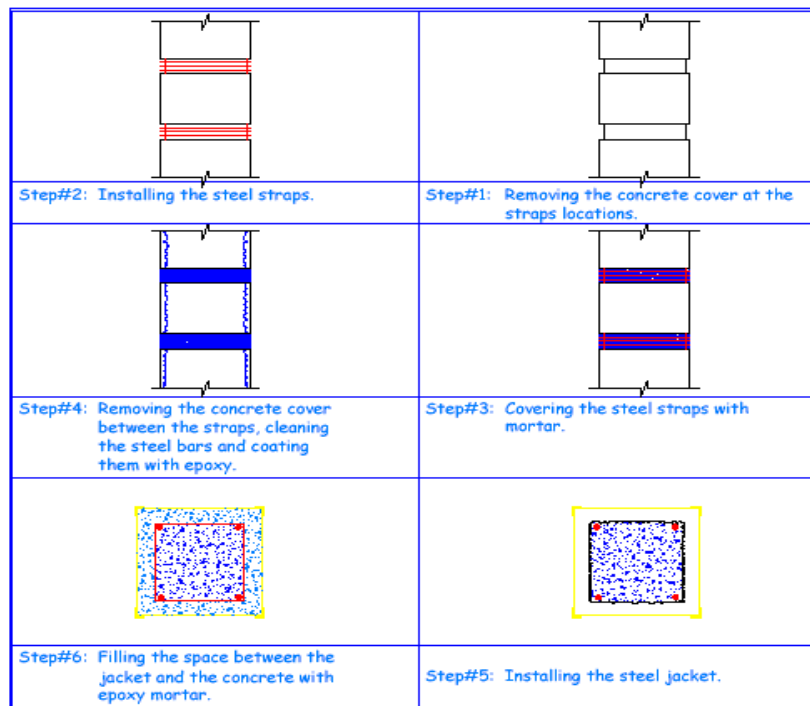 Step#2: Installing the steel straps.
Step#1: Removing the concrete cover at the
straps locations.
Step#4: Removing the concrete cover
between the straps, cleaning
the steel bars and coating
them with epoxy.
Step#3: Covering the steel straps with
mortar.
Step#6: Filling the space between the
jacket and the concrete with
epoxy mortar.
Step#5: Installing the steel jacket.